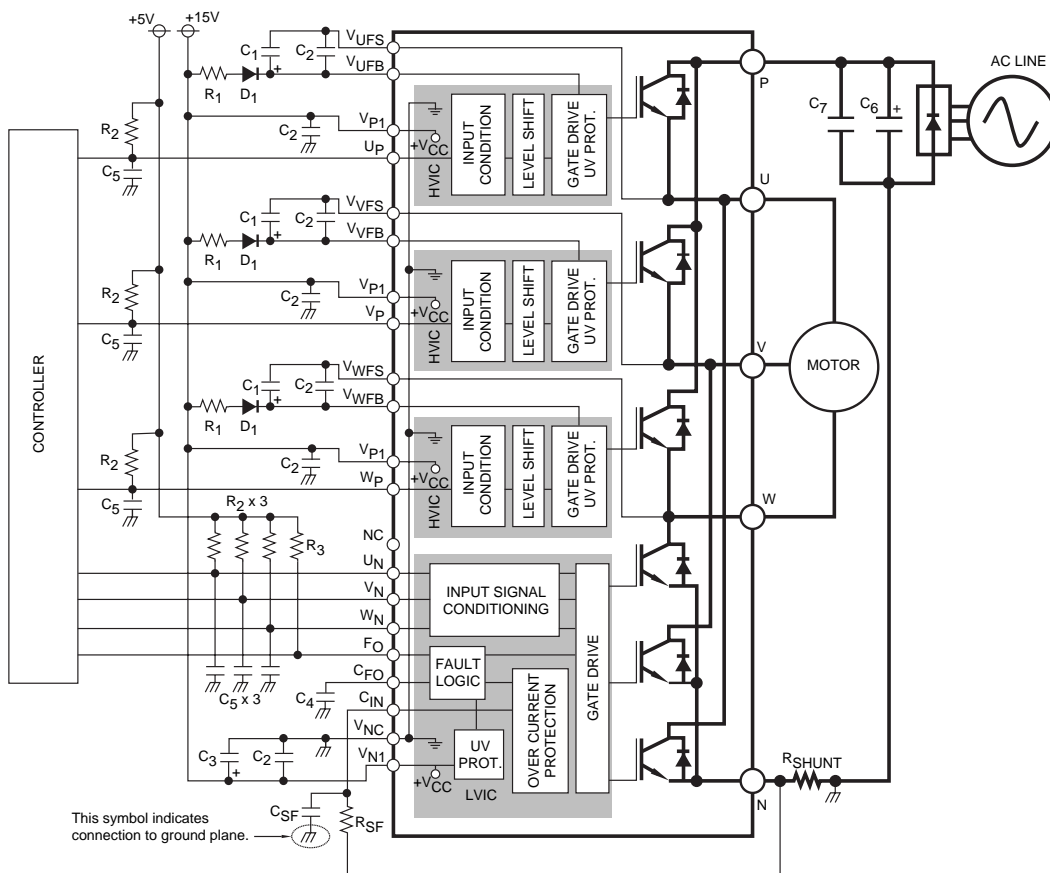 +5V
+15V
C1
+
C2
VUFS
VUFB
R1
D1
R2
C2
VP1
UP
C5
+VCC
HVIC
INPUT
CONDITION
LEVEL SHIFT
GATE DRIVE
UV PROT.
P
C7
C6
+
AC LINE
U
C1
+
C2
VVFS
VVFB
R1
D1
R2
C2
VP1
VP
C5
+VCC
HVIC
INPUT
CONDITION
LEVEL SHIFT
GATE DRIVE
UV PROT.
V
MOTOR
CONTROLLER
C1
+
C2
VWFS
VWFB
R1
D1
R2
C2
VP1
WP
C5
+VCC
HVIC
INPUT
CONDITION
LEVEL SHIFT
GATE DRIVE
UV PROT.
W
R2 x 3
R3
NC
UN
VN
WN
FO
CFO
CIN
VNC
VN1
INPUT SIGNAL
CONDITIONING
FAULT
LOGIC
UV
PROT.
OVER CURRENT
PROTECTION
GATE DRIVE
+VCC
LVIC
C5 x 3
C4
C3
+
C2
CSF
RSF
RSHUNT
N
This symbol indicates
connection to ground plane.